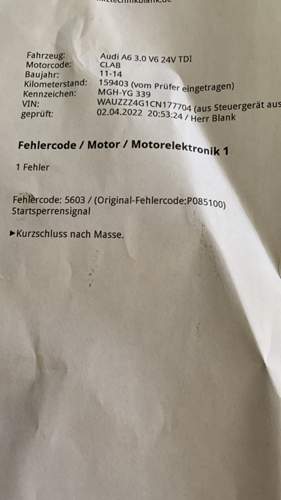 Fahrzeug: Audi A6 3.0 V6 24V TDI
Motorcode: CLAB
Baujahr: 11-14
Kilometerstand: 159403 (vom Prüfer eingetragen)
Kennzeichen: MGH-YG 339
VIN: WAUZZZ4G1CN177704 (aus Steuergerät aus
geprüft: 02.04.2022 20:53:24 / Herr Blank
Fehlercode / Motor / Motorelektronik 1
1 Fehler
Fehlercode: 5603 / (Original-Fehlercode:P085100)
Startsperrensignal
►Kurzschluss nach Masse.